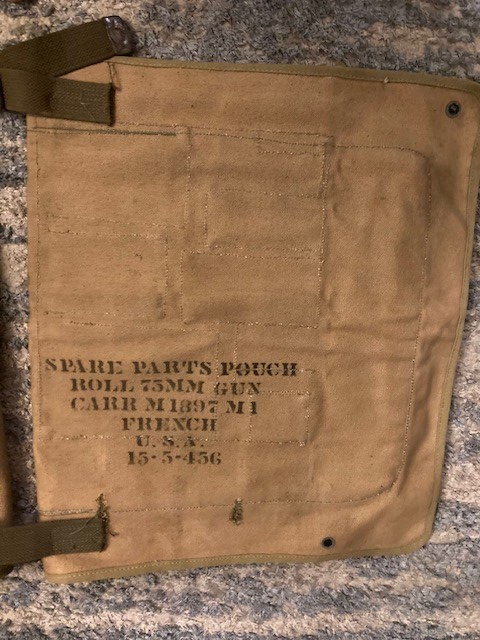 SPARE PARTS POUCH
ROLL 75MM GUN
CARR M1897 M1
FRENCH
U.S.A.
15-5-456